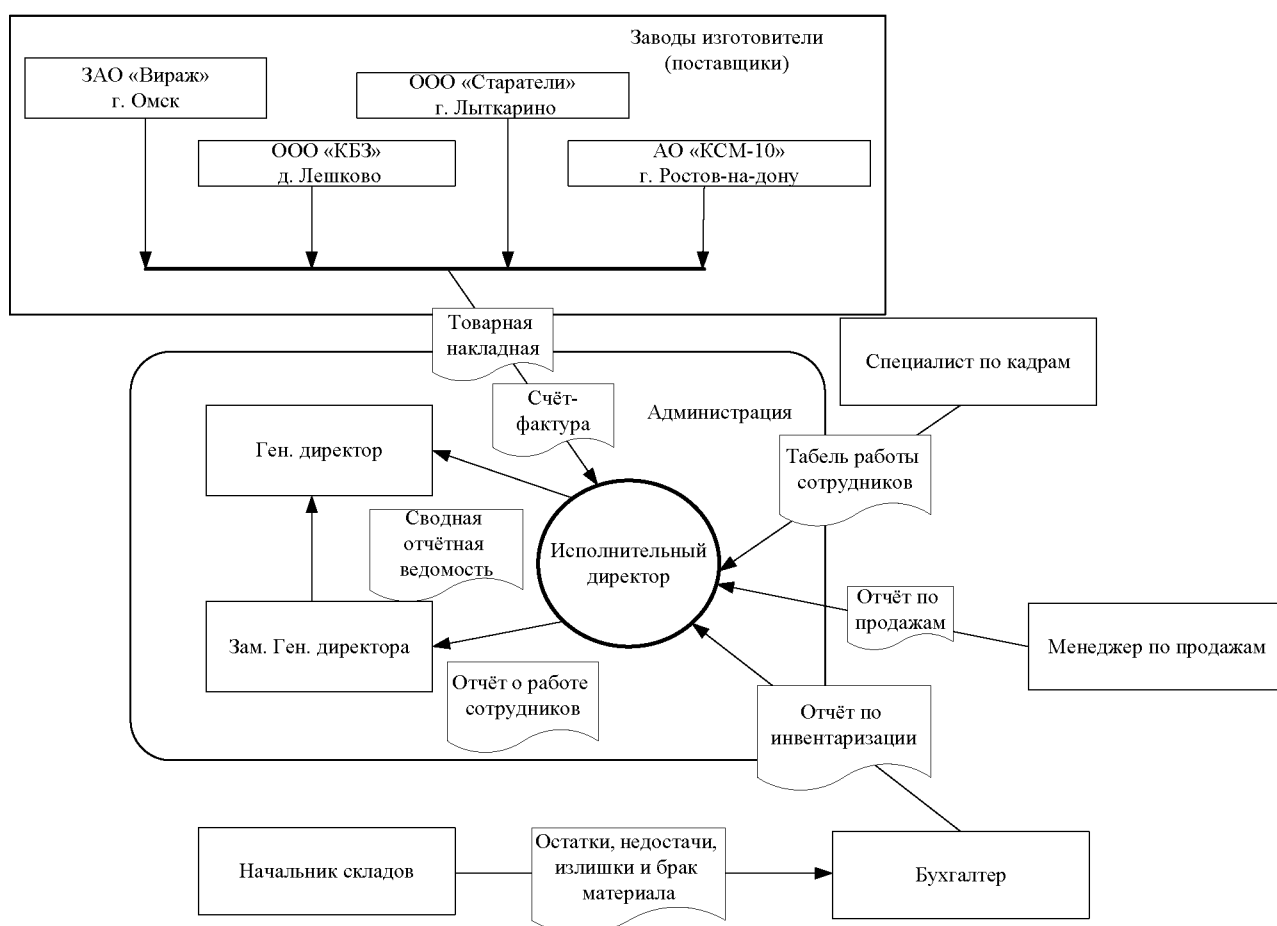 Заводы изготовители
(поставщики)
ЗАО «Вираж»
г. Омск
ООО «Старатели»
г. Лыткарино
ООО «КБЗ»
д. Лешково
АО «КСМ-10»
г. Ростов-на-дону
Товарная
накладная
Специалист по кадрам
Счёт-
фактура
Администрация
Ген. директор
Табель работы
сотрудников
Сводная
отчётная
ведомость
Исполнительный
директор
Отчёт по
продажам
Зам. Ген. директора
Менеджер по продажам
Отчёт о работе
сотрудников
Отчёт по
инвентаризации
Начальник складов
Остатки, недостачи,
излишки и брак
материала
Бухгалтер